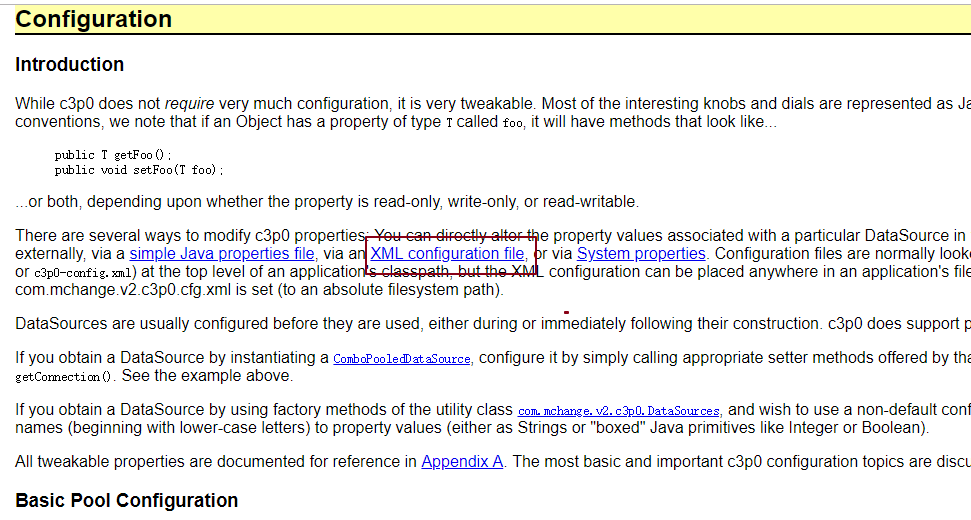 Configuration
Introduction
While c3p0 does not require very much configuration, it is very tweakable. Most of the interesting knobs and dials are represented as Ja
conventions, we note that if an Object has a property of type T called foo, it will have methods that look like...
public T getFoo();
public void setFoo(T foo);
...or both, depending upon whether the property is read-only, write-only, or read-writable.
There are several ways to modify c3p0 properties: You can directly alter the property values associated with a particular DataSource in
externally, via a simple Java properties file, via an XML configuration file, or via System properties. Configuration files are normally look
or c3p0-config.xml) at the top level of an application's classpath, but the XML configuration can be placed anywhere in an application's file
com.mchange.v2.c3p0.cfg.xml is set (to an absolute filesystem path).
DataSources are usually configured before they are used, either during or immediately following their construction. c3p0 does support p
If you obtain a DataSource by instantiating a ComboPooledDataSource, configure it by simply calling appropriate setter methods offered by tha
getConnection(). See the example above.
If you obtain a DataSource by using factory methods of the utility class com.mchange.v2.c3p0.DataSources, and wish to use a non-default conf
names (beginning with lower-case letters) to property values (either as Strings or "boxed" Java primitives like Integer or Boolean).
All tweakable properties are documented for reference in Appendix A. The most basic and important c3p0 configuration topics are discu
Basic Pool Configuration